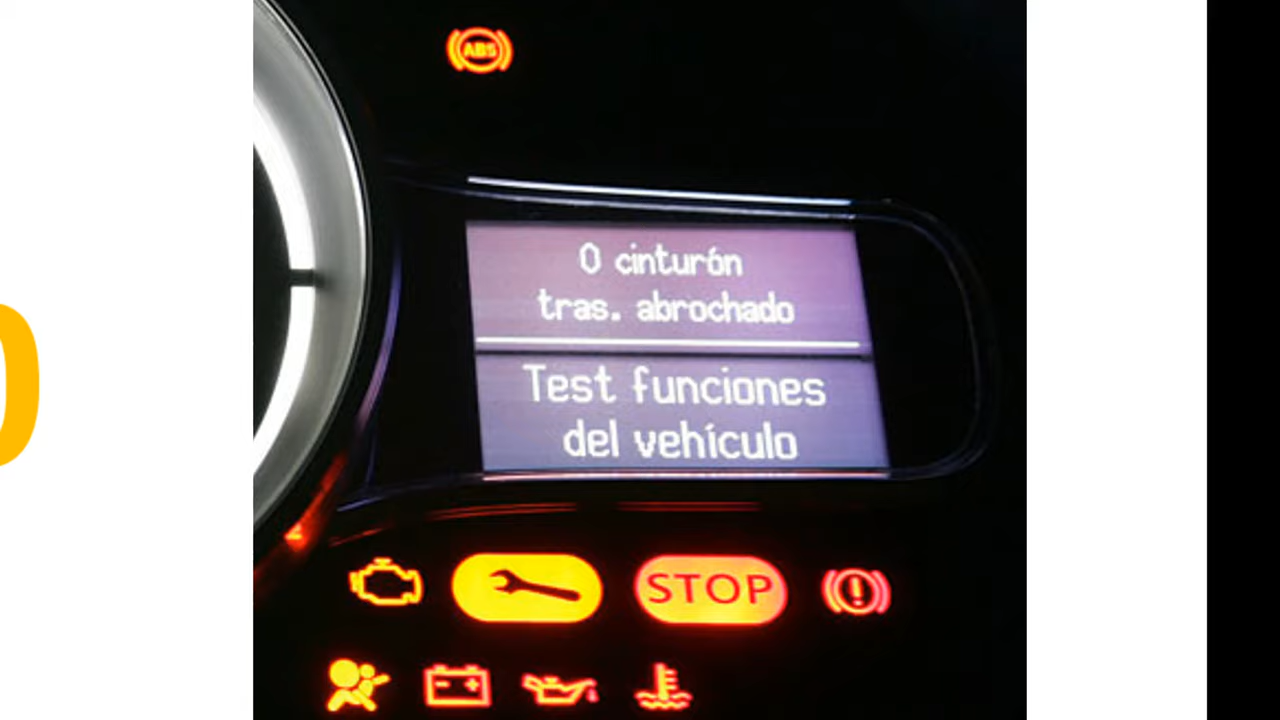 ABS
0 cinturón
tras. abrochado
Test funciones
del vehículo
STOP